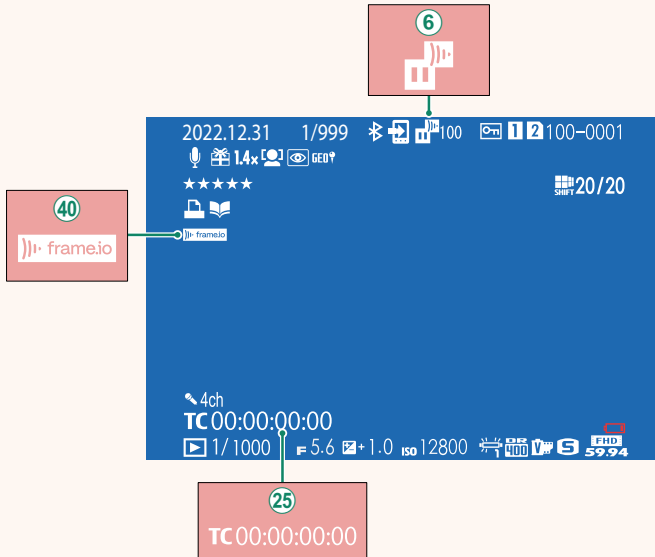 6
2022.12.31 1/999 100 1 2 100-0001
1.4x GEO
★★★★★ SHIFT 20/20
40
frame.io
frame.io
4ch
TC 00:00:00:00
1/1000 F 5.6 +1.0 ISO 12800 1 DR 400 V S FHD 59.94
25
TC 00:00:00:00